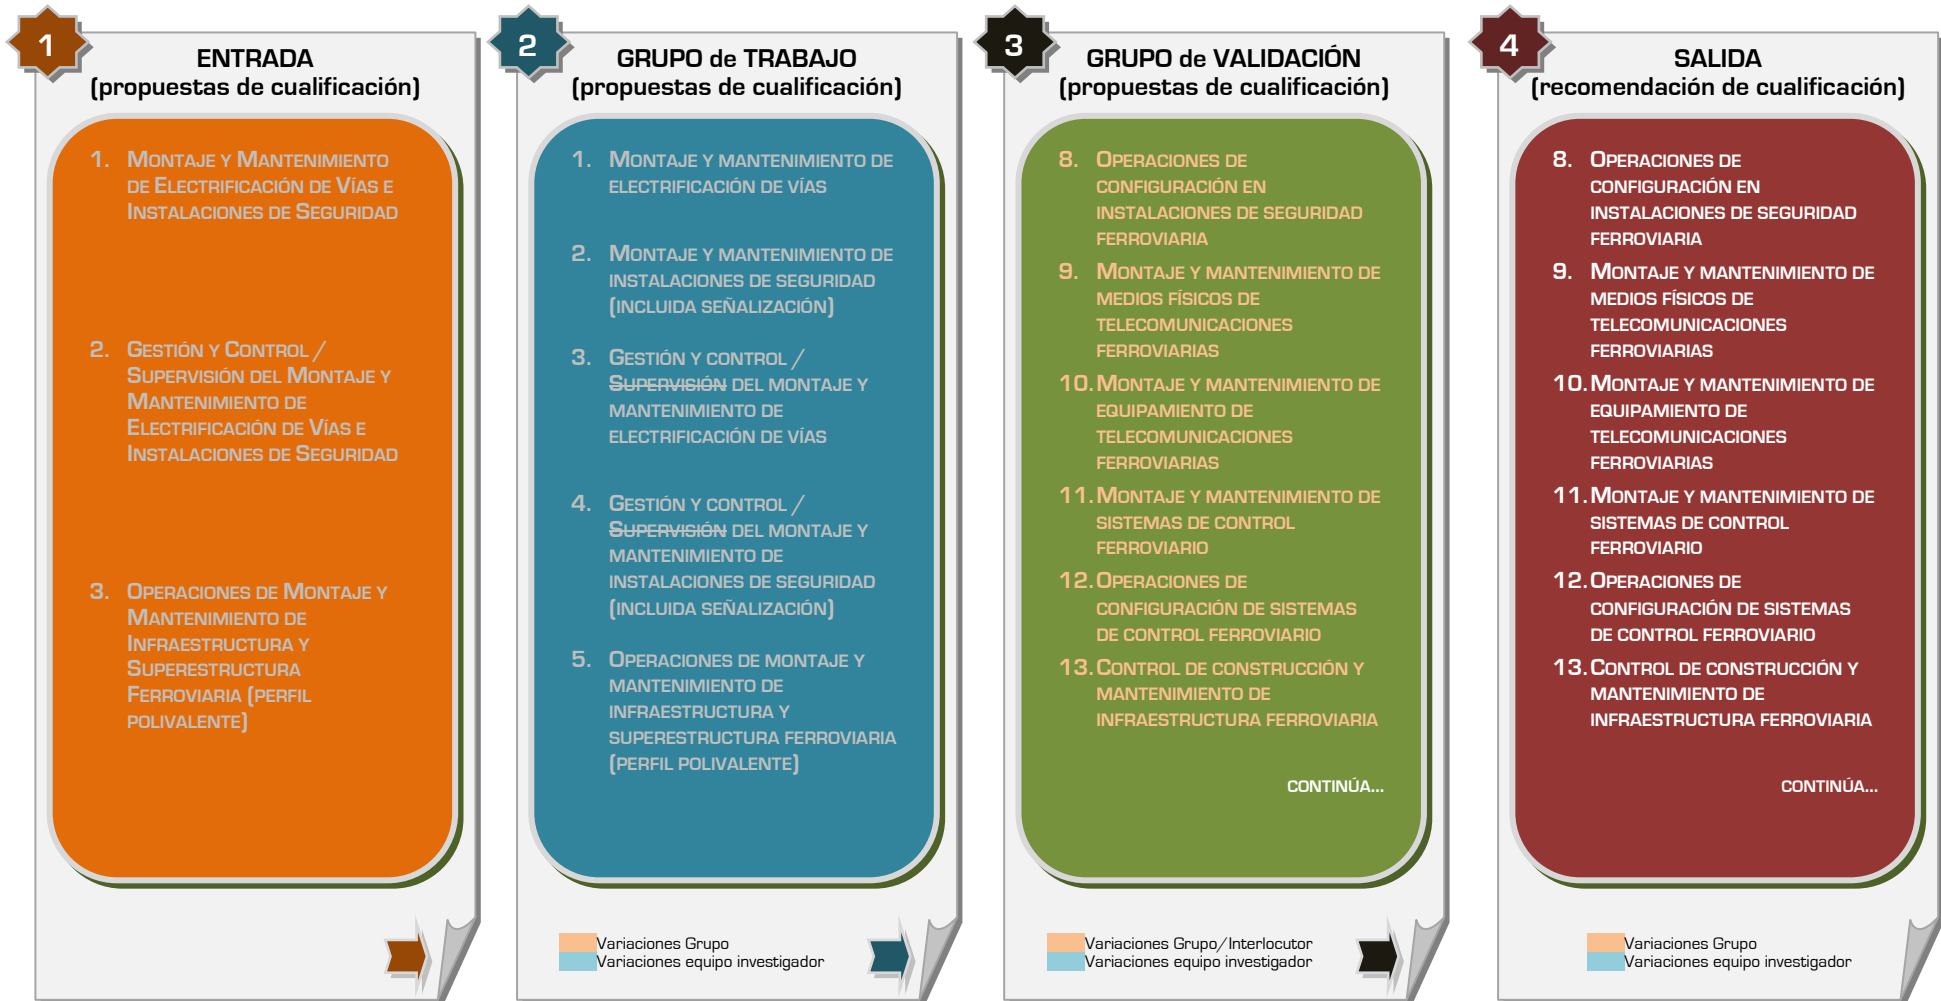 1
ENTRADA
(propuestas de cualificación)
1. Montaje y Mantenimiento
de Electrificación de Vías e
Instalaciones de Seguridad
2. Gestión y Control /
Supervisión del Montaje y
Mantenimiento de
Electrificación de Vías e
Instalaciones de Seguridad
3. Operaciones de Montaje y
Mantenimiento de
Infraestructura y
Superestructura
Ferroviaria (perfil
polivalente)
2
GRUPO de TRABAJO
(propuestas de cualificación)
1. Montaje y mantenimiento de
electrificación de vías
2. Montaje y mantenimiento de
instalaciones de seguridad
(incluida señalización)
3. Gestión y control /
Supervisión del montaje y
mantenimiento de
electrificación de vías
4. Gestión y control /
Supervisión del montaje y
mantenimiento de
instalaciones de seguridad
(incluida señalización)
5. Operaciones de montaje y
mantenimiento de
infraestructura y
superestructura ferroviaria
(perfil polivalente)
Variaciones Grupo
Variaciones equipo investigador
3
GRUPO de VALIDACIÓN
(propuestas de cualificación)
8. Operaciones de
configuración en
instalaciones de seguridad
ferroviaria
9. Montaje y mantenimiento de
medios físicos de
telecomunicaciones
ferroviarias
10. Montaje y mantenimiento de
equipamiento de
telecomunicaciones
ferroviarias
11. Montaje y mantenimiento de
sistemas de control
ferroviario
12. Operaciones de
configuración de sistemas
de control ferroviario
13. Control de construcción y
mantenimiento de
infraestructura ferroviaria
continúa...
Variaciones Grupo/Interlocutor
Variaciones equipo investigador
4
SALIDA
(recomendación de cualificación)
8. Operaciones de
configuración en
instalaciones de seguridad
ferroviaria
9. Montaje y mantenimiento de
medios físicos de
telecomunicaciones
ferroviarias
10. Montaje y mantenimiento de
equipamiento de
telecomunicaciones
ferroviarias
11. Montaje y mantenimiento de
sistemas de control
ferroviario
12. Operaciones de
configuración de sistemas
de control ferroviario
13. Control de construcción y
mantenimiento de
infraestructura ferroviaria
continúa...
Variaciones Grupo
Variaciones equipo investigador